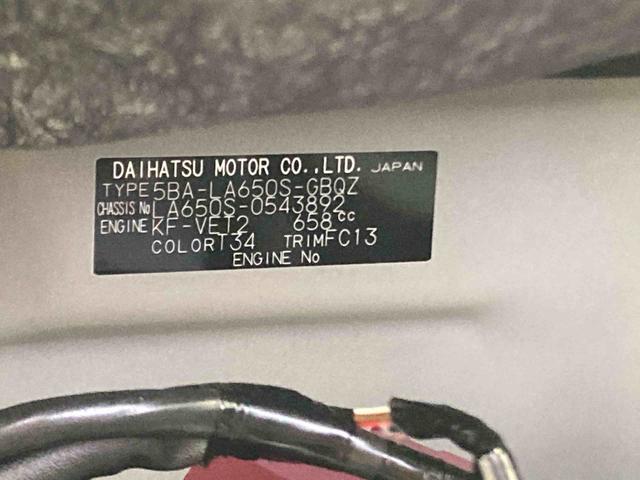 DAIHATSU MOTOR CO.,LTD. JAPAN
TYPE 5BA-LA650S-GBQZ
CHASSIS No LA650S-0543892
ENGINE KF-VET2 658cc
COLOR T34 TRIM FC13
ENGINE No